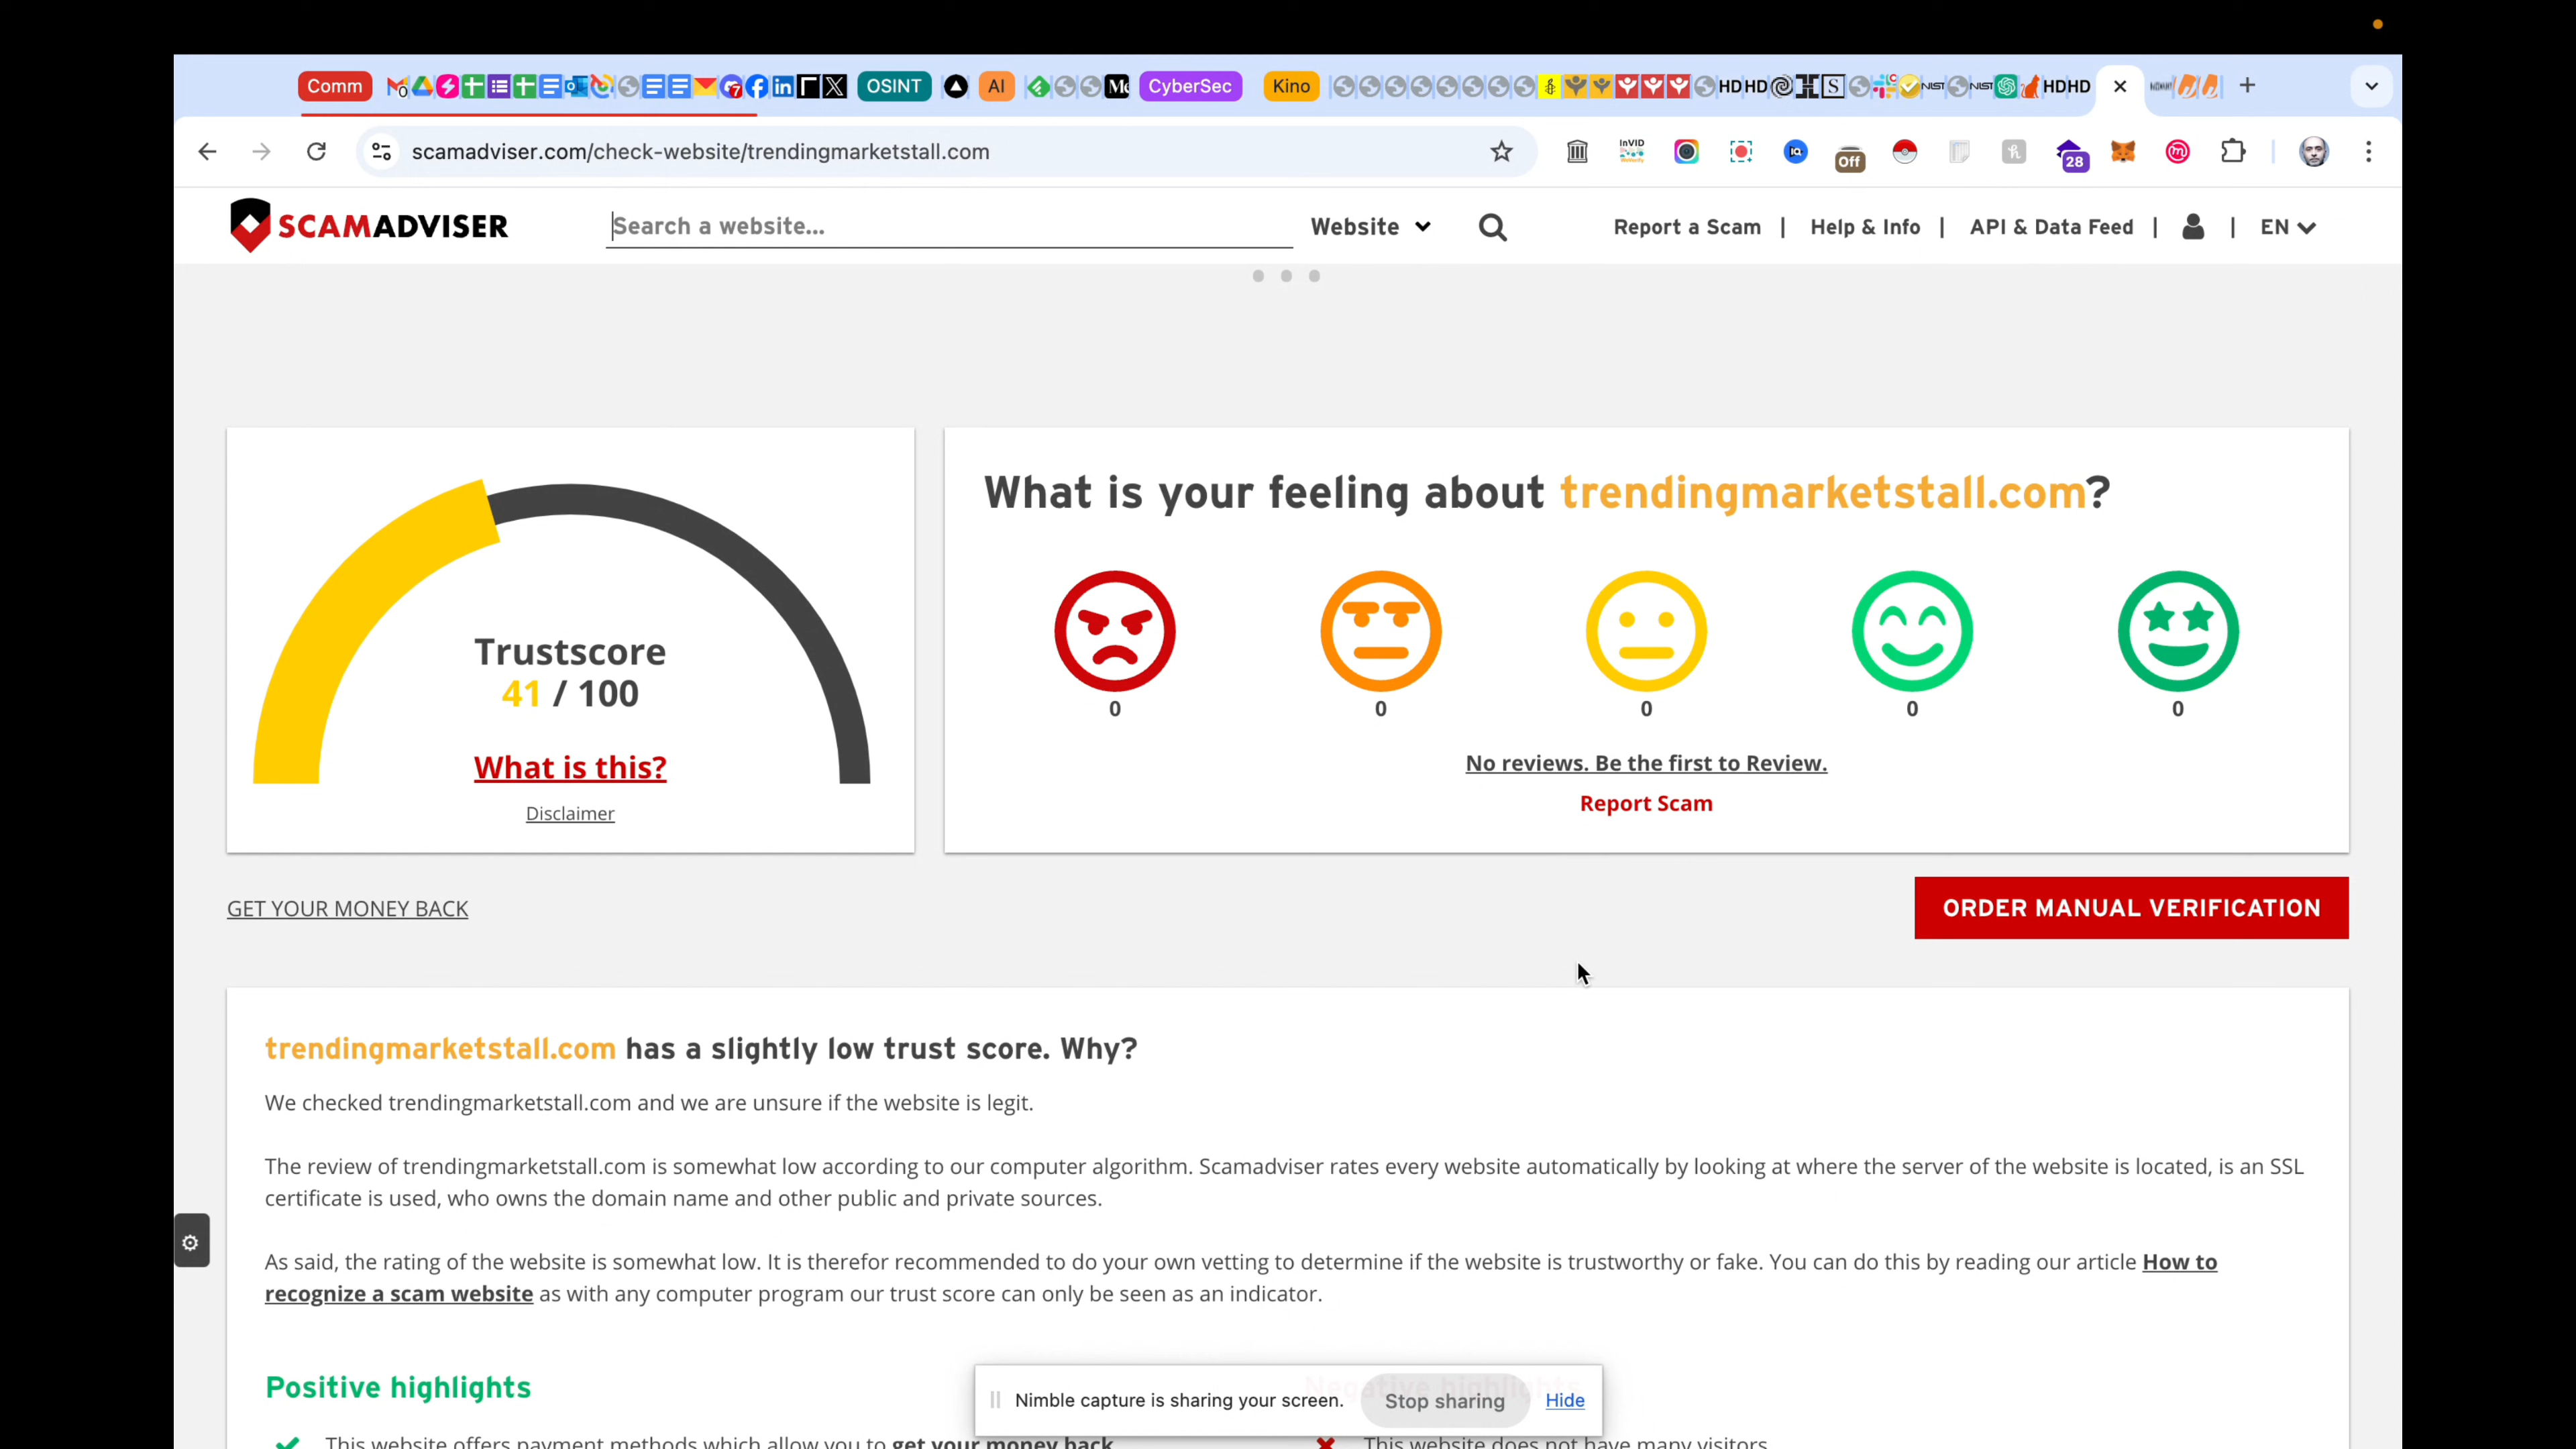 Comm
OSINT
AI
CyberSec
Kino
HDHD
NIST
NIST
HDHD
scamadviser.com/check-website/trendingmarketstall.com
InVID
Off
28
SCAMADVISER
Search a website...
Website
Report a Scam | Help & Info | API & Data Feed | | EN
Trustscore
41 / 100
What is this?
Disclaimer
What is your feeling about trendingmarketstall.com?
0 0 0 0 0
No reviews. Be the first to Review.
Report Scam
GET YOUR MONEY BACK
ORDER MANUAL VERIFICATION
trendingmarketstall.com has a slightly low trust score. Why?
We checked trendingmarketstall.com and we are unsure if the website is legit.
The review of trendingmarketstall.com is somewhat low according to our computer algorithm. Scamadviser rates every website automatically by looking at where the server of the website is located, is an SSL
certificate is used, who owns the domain name and other public and private sources.
As said, the rating of the website is somewhat low. It is therefor recommended to do your own vetting to determine if the website is trustworthy or fake. You can do this by reading our article How to
recognize a scam website as with any computer program our trust score can only be seen as an indicator.
Positive highlights
Negative highlights
Nimble capture is sharing your screen. Stop sharing Hide
This website offers payment methods which allow you to get your money back
This website does not have many visitors